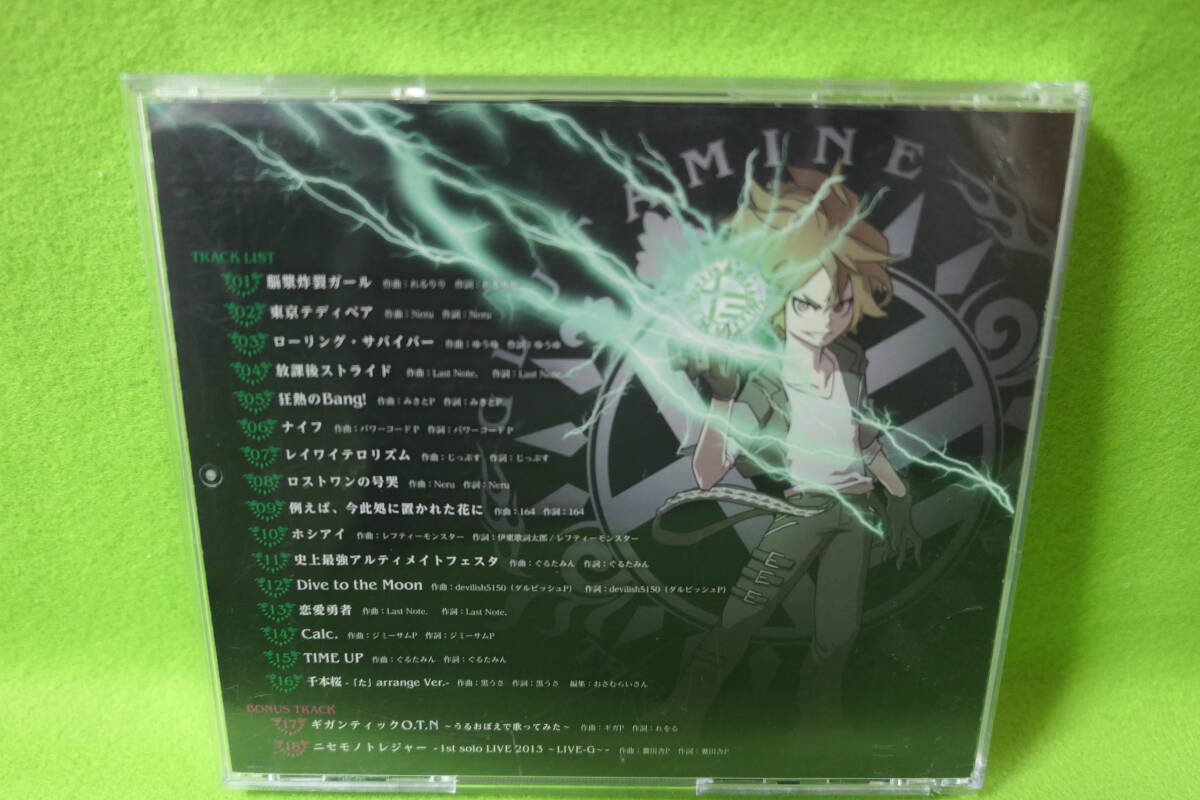 AMINE
TRACK LIST
01 脳漿炸裂ガール 作曲：れるりり 作詞：れるりり
02 東京テディベア 作曲：Neru 作詞：Neru
03 ローリング・サバイバー 作曲：ゆうゆ 作詞：ゆうゆ
04 放課後ストライド 作曲：Last Note. 作詞：Last Note.
05 狂熱のBang! 作曲：みきとP 作詞：みきとP
06 ナイフ 作曲：パワーコードP 作詞：パワーコードP
07 レイワイテロリズム 作曲：じっぷす 作詞：じっぷす
08 ロストワンの号哭 作曲：Neru 作詞：Neru
09 例えば、今此処に置かれた花に 作曲：164 作詞：164
10 ホシアイ 作曲：レフティーモンスター 作詞：伊東歌詞太郎/レフティーモンスター
11 史上最強アルティメイトフェスタ 作曲：ぐるたみん 作詞：ぐるたみん
12 Dive to the Moon 作曲：devilish5150（ダルビッシュP） 作詞：devilish5150（ダルビッシュP）
13 恋愛勇者 作曲：Last Note. 作詞：Last Note.
14 Calc. 作曲：ジミーサムP 作詞：ジミーサムP
15 TIME UP 作曲：ぐるたみん 作詞：ぐるたみん
16 千本桜 -「た」arrange Ver.- 作曲：黒うさ 作詞：黒うさ 編集：おざむらいさん
BONUS TRACK
17 ギガンティックO.T.N ～うるおぼえで歌ってみた～ 作曲：ギガP 作詞：れをる
18 ニセモノトレジャー -1st solo LIVE 2013 ～LIVE-G～- 作曲： 作詞：
EEE